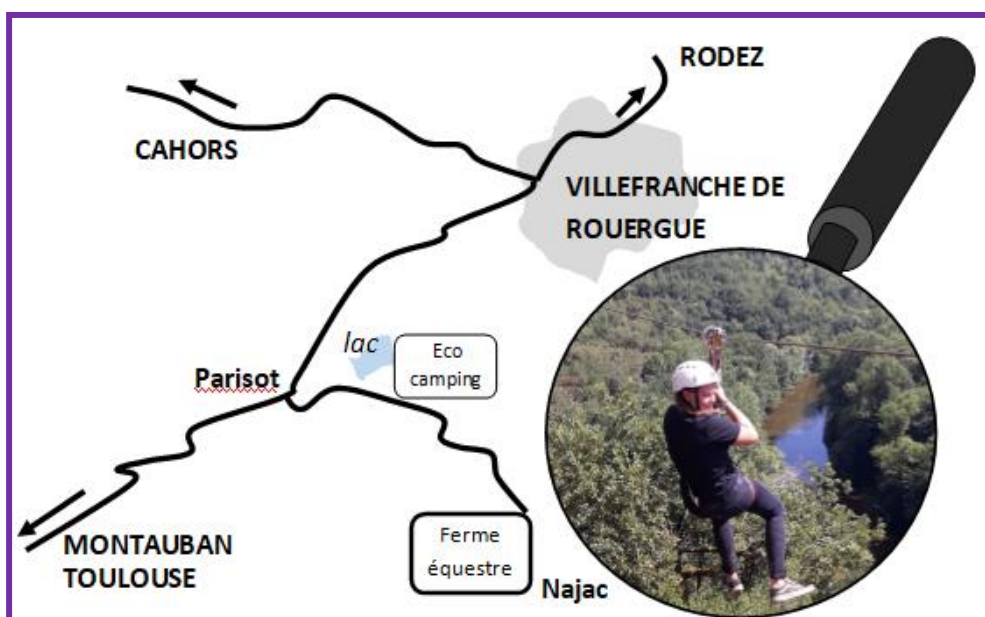 RODEZ
CAHORS
VILLEFRANCHE DE
ROUERGUE
lac
Eco
camping
Parisot
MONTAUBAN
TOULOUSE
Ferme
équestre
Najac